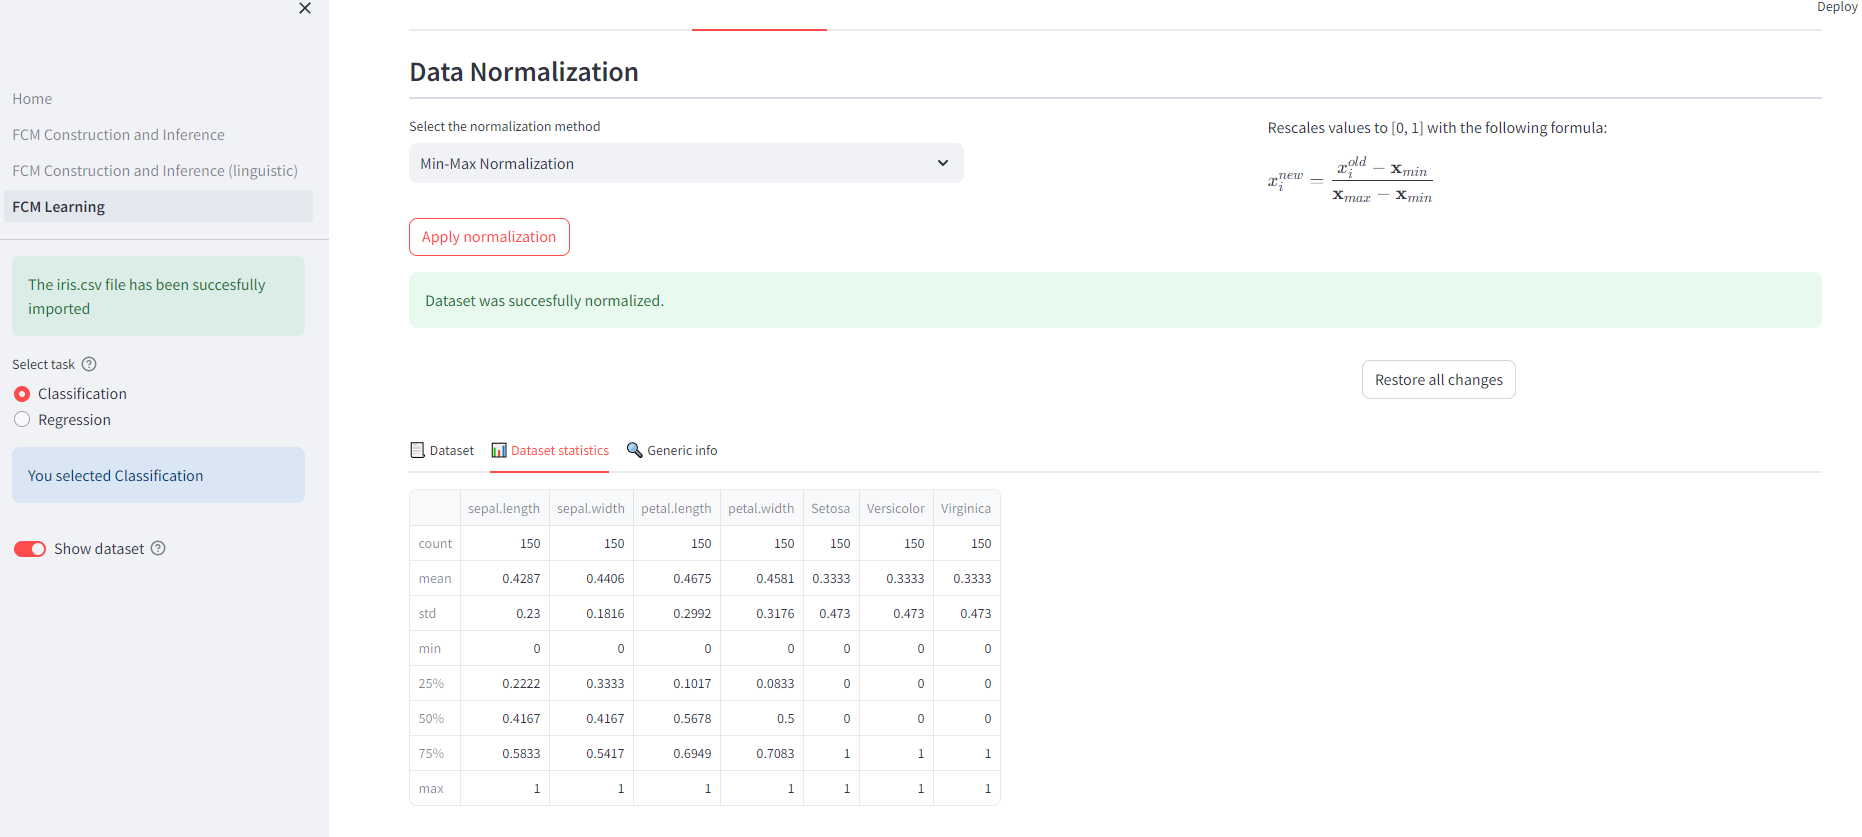 Deploy
Home
FCM Construction and Inference
FCM Construction and Inference (linguistic)
FCM Learning
The iris.csv file has been succesfully
imported
Select task
Classification
Regression
You selected Classification
Show dataset
Data Normalization
Select the normalization method
Min-Max Normalization
Rescales values to [0, 1] with the following formula:
x_i^{new} = \frac{x_i^{old} - \mathbf{x}_{min}}{\mathbf{x}_{max} - \mathbf{x}_{min}}
Apply normalization
Dataset was succesfully normalized.
Restore all changes
Dataset Dataset statistics Generic info
sepal.length sepal.width petal.length petal.width Setosa Versicolor Virginica
count 150 150 150 150 150 150 150
mean 0.4287 0.4406 0.4675 0.4581 0.3333 0.3333 0.3333
std 0.23 0.1816 0.2992 0.3176 0.473 0.473 0.473
min 0 0 0 0 0 0 0
25% 0.2222 0.3333 0.1017 0.0833 0 0 0
50% 0.4167 0.4167 0.5678 0.5 0 0 0
75% 0.5833 0.5417 0.6949 0.7083 1 1 1
max 1 1 1 1 1 1 1